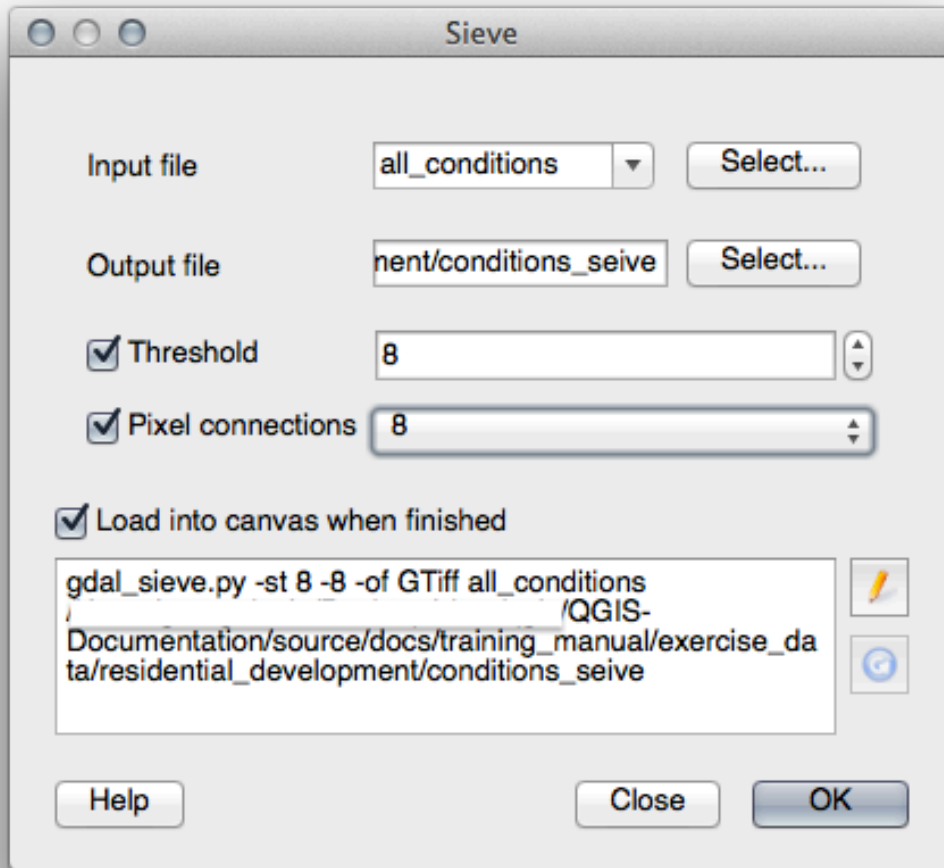 Sieve
Input file all_conditions Select...
Output file nent/conditions_seive Select...
Threshold 8
Pixel connections 8
Load into canvas when finished
gdal_sieve.py -st 8 -8 -of GTiff all_conditions
/QGIS-
Documentation/source/docs/training_manual/exercise_da
ta/residential_development/conditions_seive
Help Close OK